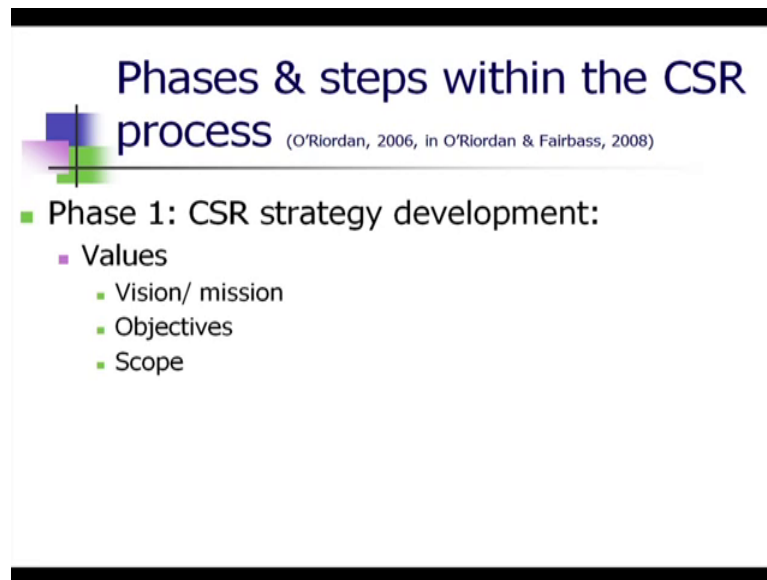 Phases & steps within the CSR
process (O'Riordan, 2006, in O'Riordan & Fairbass, 2008)
Phase 1: CSR strategy development:
Values
Vision/ mission
Objectives
Scope